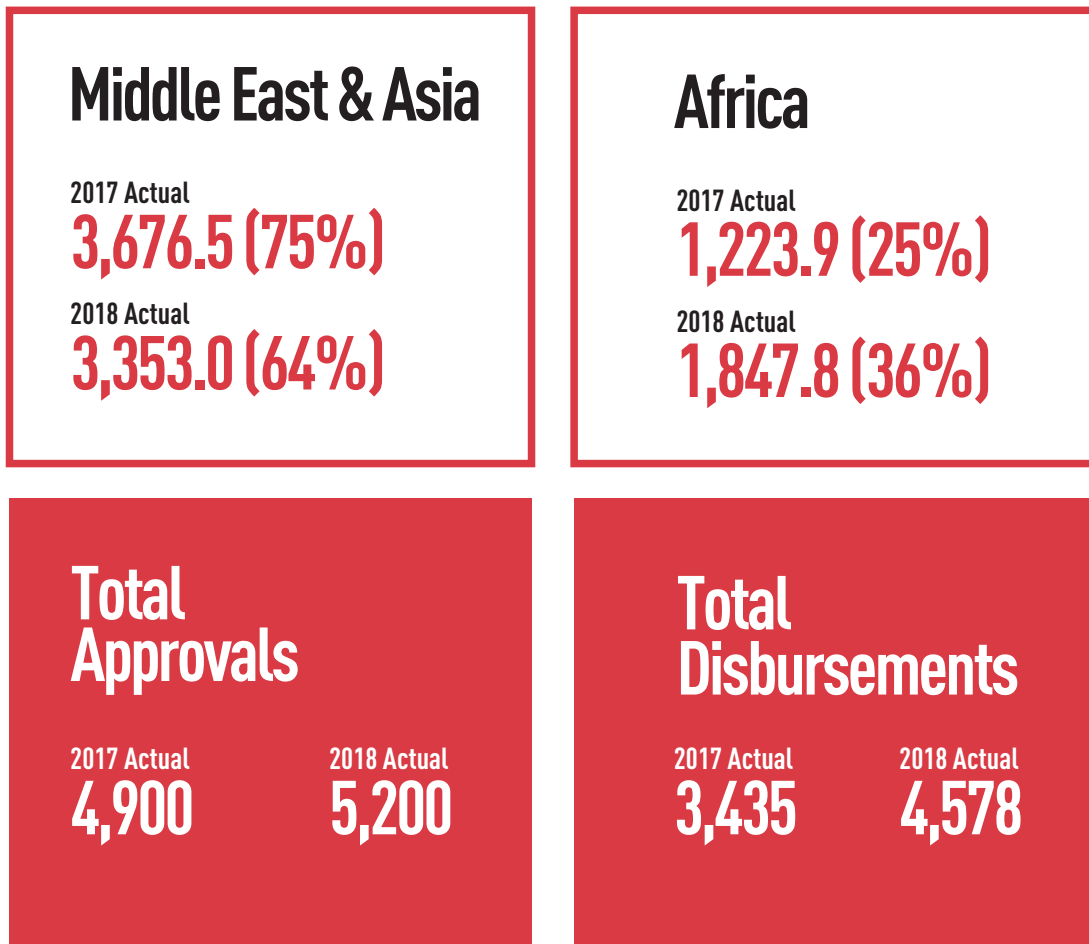 Middle East & Asia
2017 Actual
3,676.5 (75%)
2018 Actual
3,353.0 (64%)
Africa
2017 Actual
1,223.9 (25%)
2018 Actual
1,847.8 (36%)
Total
Approvals
2017 Actual
4,900
2018 Actual
5,200
Total
Disbursements
2017 Actual
3,435
2018 Actual
4,578